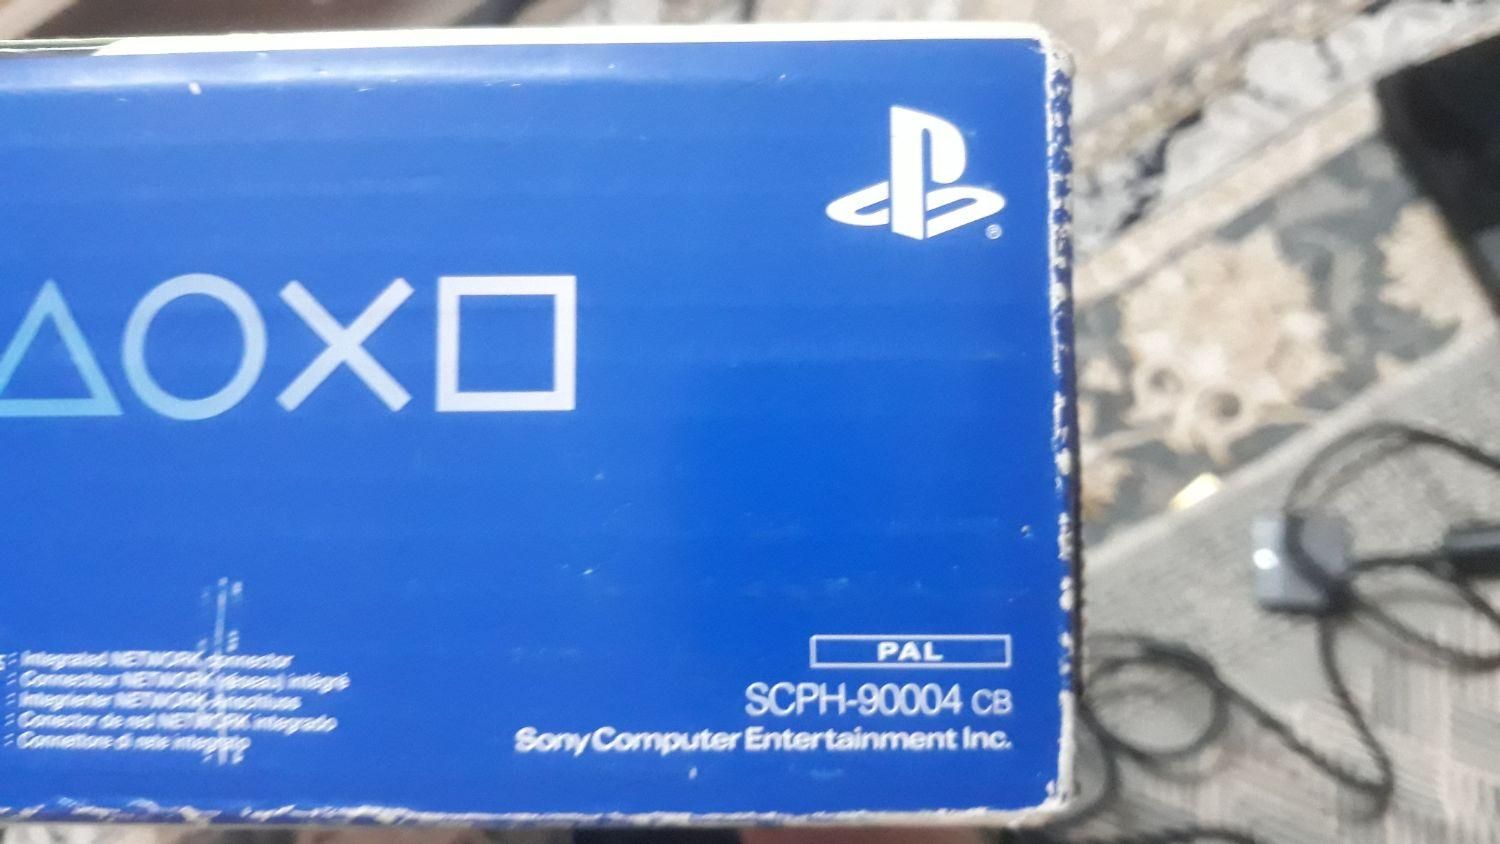 ®
Integrated NETWORK connector
Connecteur NETWORK (réseau) intégré
Integrierter NETWORK-Anschluss
Conector de red NETWORK integrado
Connettore di rete integrato
PAL
SCPH-90004 CB
Sony Computer Entertainment Inc.